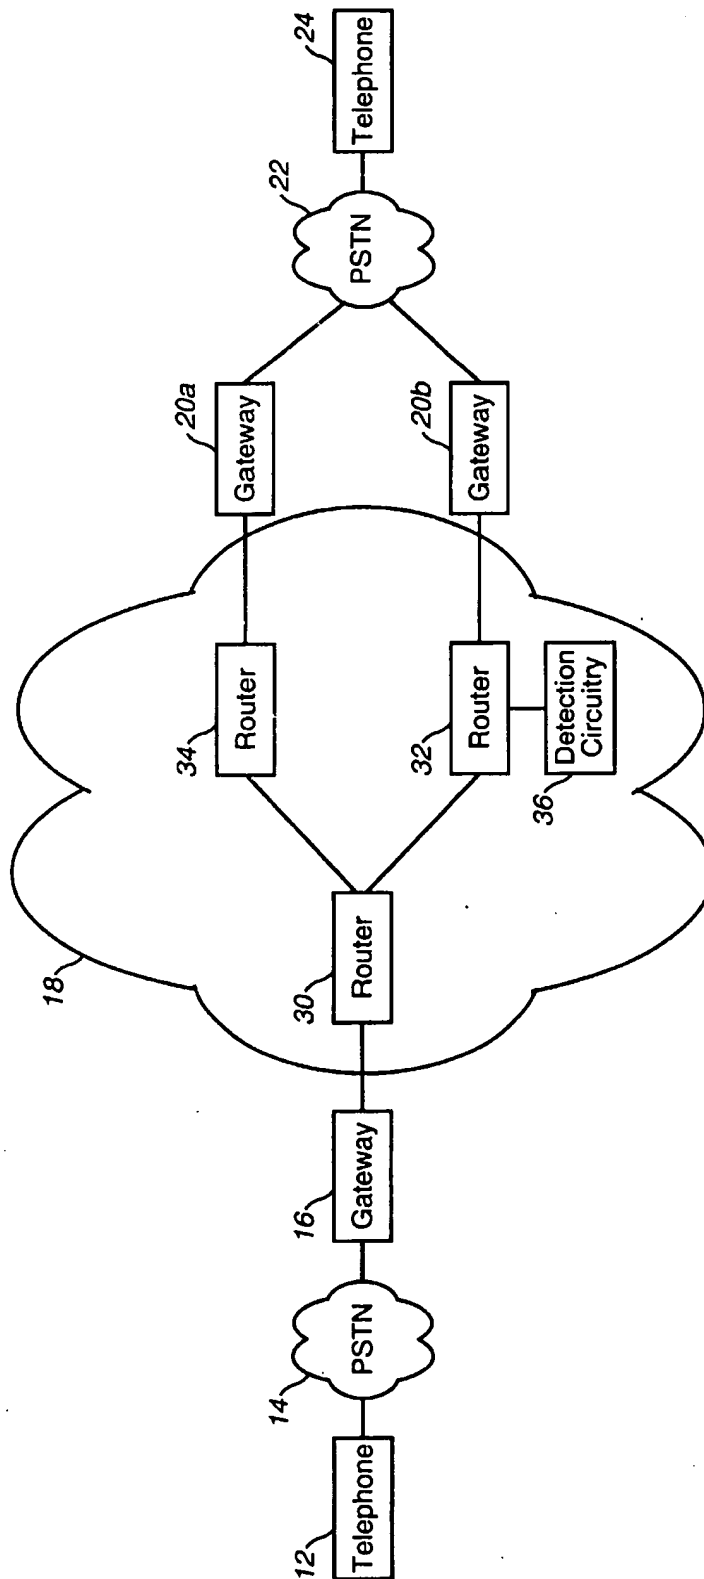 12
Telephone
14
PSTN
16
Gateway
18
30
Router
34
Router
32
Router
36
Detection
Circuitry
20a
Gateway
20b
Gateway
22
PSTN
24
Telephone